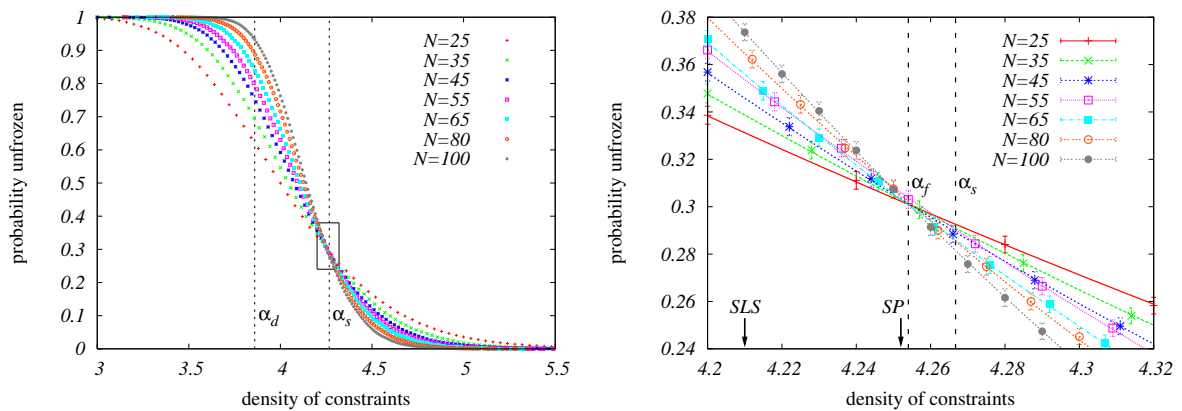 1
0.9
0.8
0.7
0.6
0.5
0.4
0.3
0.2
0.1
0
3
3.5
4
4.5
5
5.5
probability unfrozen
density of constraints
N=25
N=35
N=45
N=55
N=65
N=80
N=100
α_d
α_s
0.38
0.36
0.34
0.32
0.3
0.28
0.26
0.24
4.2
4.22
4.24
4.26
4.28
4.3
4.32
probability unfrozen
density of constraints
N=25
N=35
N=45
N=55
N=65
N=80
N=100
α_f
α_s
SLS
SP